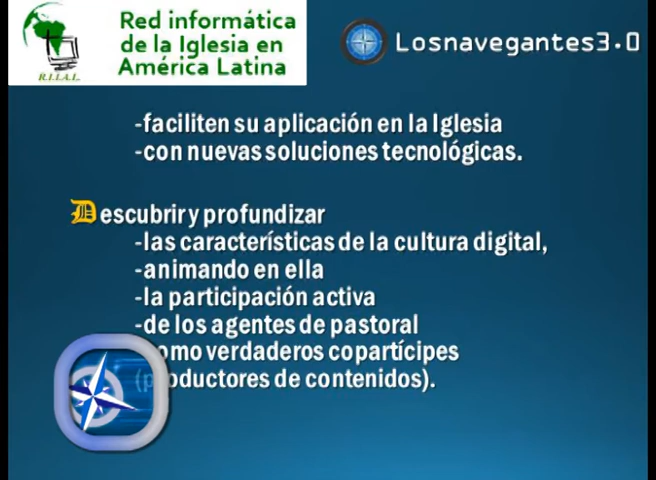 Red informática
de la Iglesia en
América Latina
R.I.I.A.L.
Losnavegantes3.0
-faciliten su aplicación en la Iglesia
-con nuevas soluciones tecnológicas.
Descubrir y profundizar
-las características de la cultura digital,
-animando en ella
-la participación activa
-de los agentes de pastoral
omo verdaderos copartícipes
(productores de contenidos).